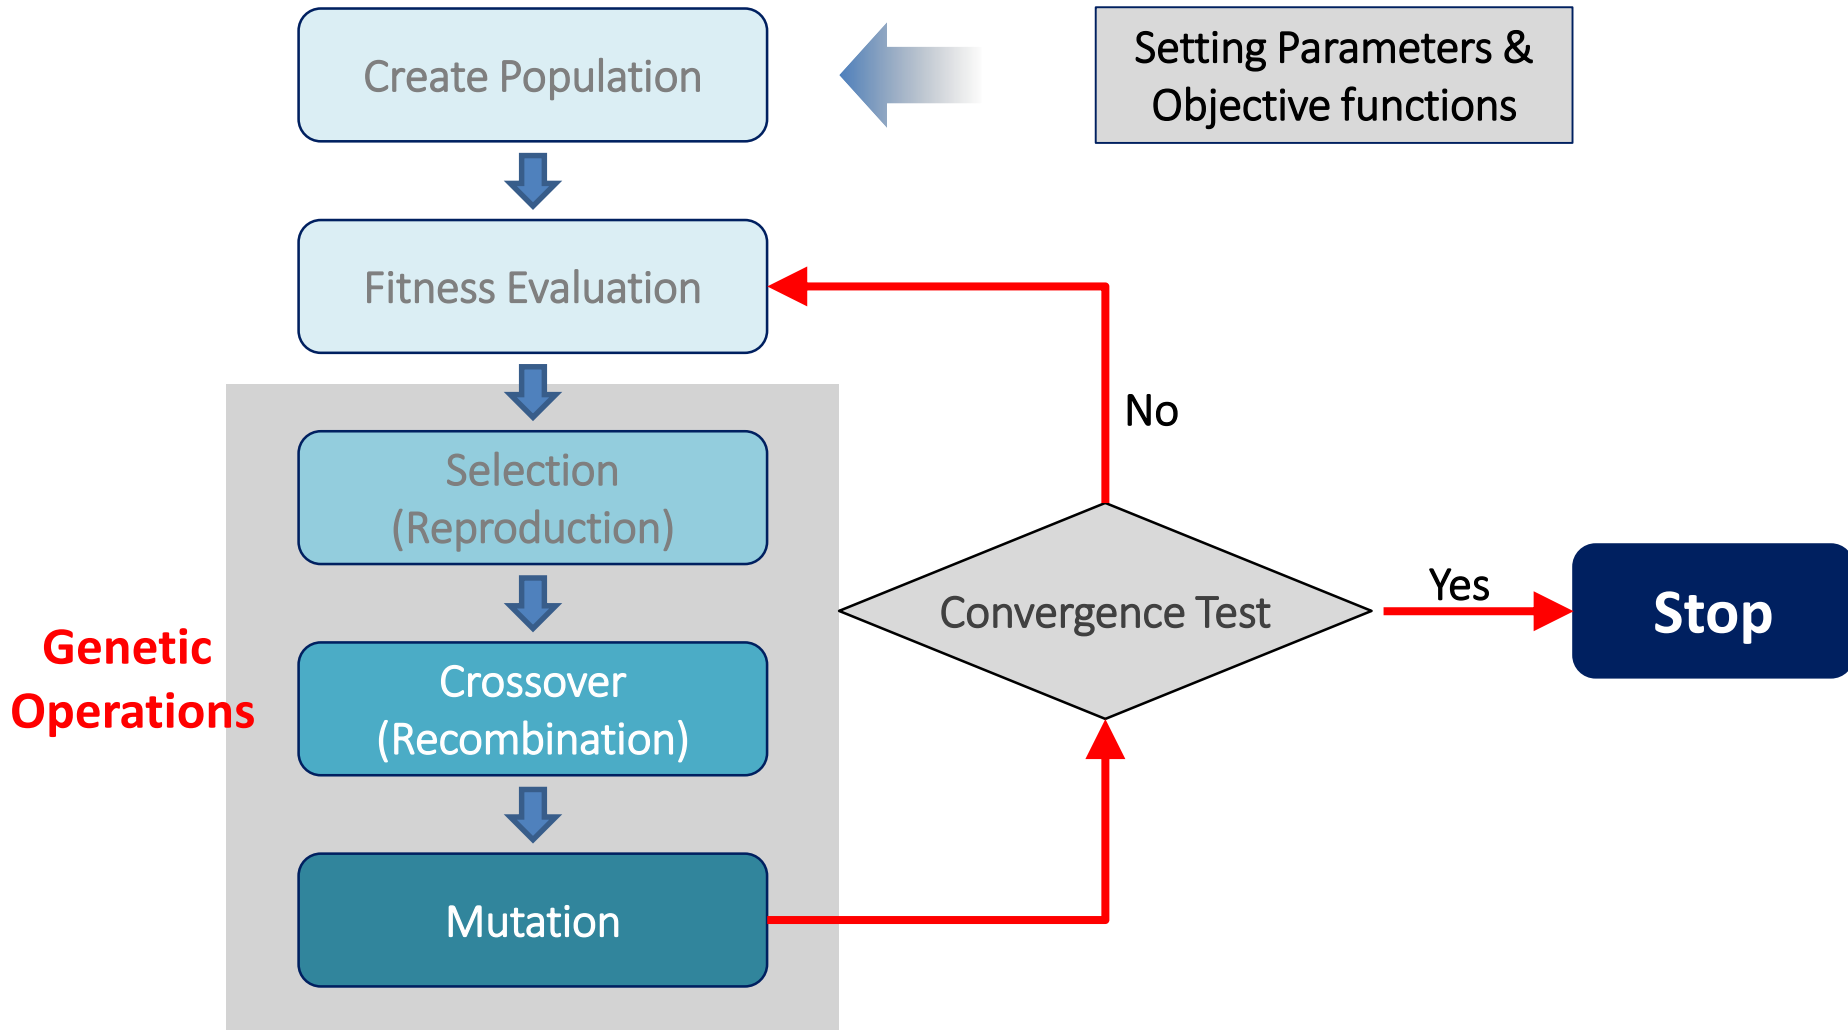 Create Population
Setting Parameters &
Objective functions
Fitness Evaluation
No
Selection
(Reproduction)
Convergence Test
Yes
Stop
Genetic
Operations
Crossover
(Recombination)
Mutation